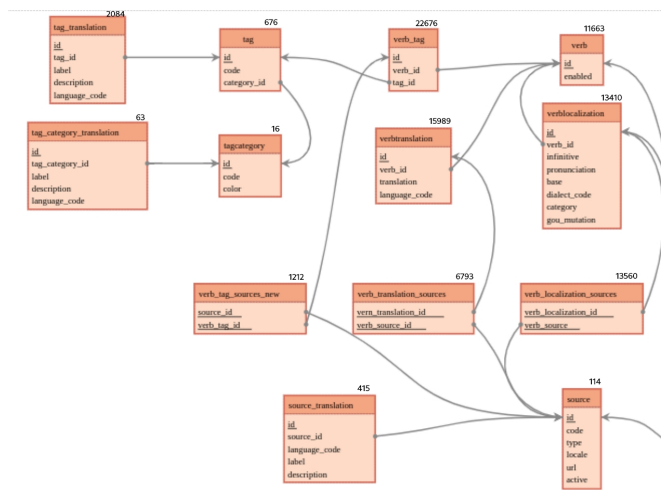 2084
tag_translation
id
tag_id
label
description
language_code
676
tag
id
code
category_id
22676
verb_tag
id
verb_id
tag_id
11663
verb
id
enabled
63
tag_category_translation
id
tag_category_id
label
description
language_code
16
tagcategory
id
code
color
15989
verbtranslation
id
verb_id
translation
language_code
13410
verblocalization
id
verb_id
infinitive
pronunciation
base
dialect_code
category
gou_mutation
1212
verb_tag_sources_new
source_id
verb_tag_id
6793
verb_translation_sources
vern_translation_id
verb_source_id
13560
verb_localization_sources
verb_localization_id
verb_source
415
source_translation
id
source_id
language_code
label
description
114
source
id
code
type
locale
url
active